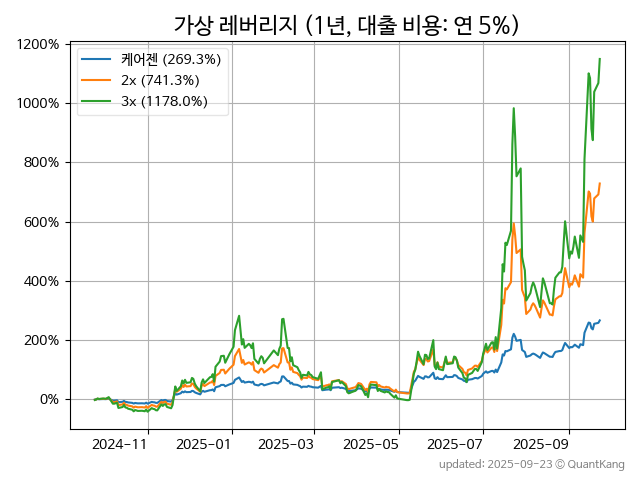 가상 레버리지 (1년, 대출 비용: 연 5%)
1200%
1000%
800%
600%
400%
200%
0%
케어젠 (269.3%)
2x (741.3%)
3x (1178.0%)
2024-11
2025-01
2025-03
2025-05
2025-07
2025-09
updated: 2025-09-23 © QuantKang